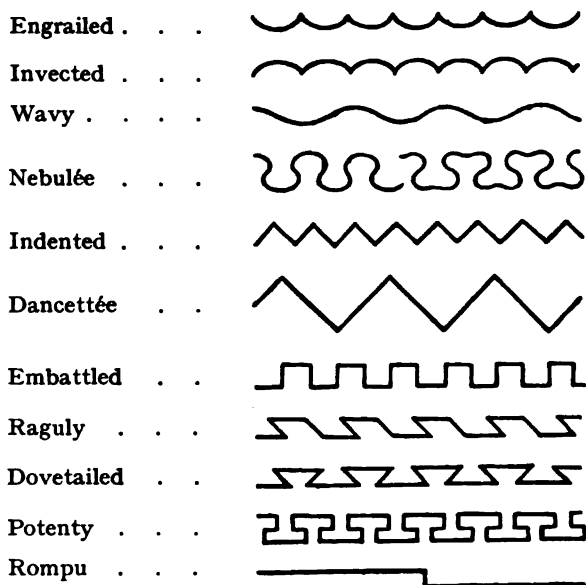 Engrailed . . .
Invected . . .
Wavy . . . .
Nebulée . . .
Indented . . .
Dancettée . .
Embattled . .
Raguly . . .
Dovetailed . .
Potenty . . .
Rompu . . .